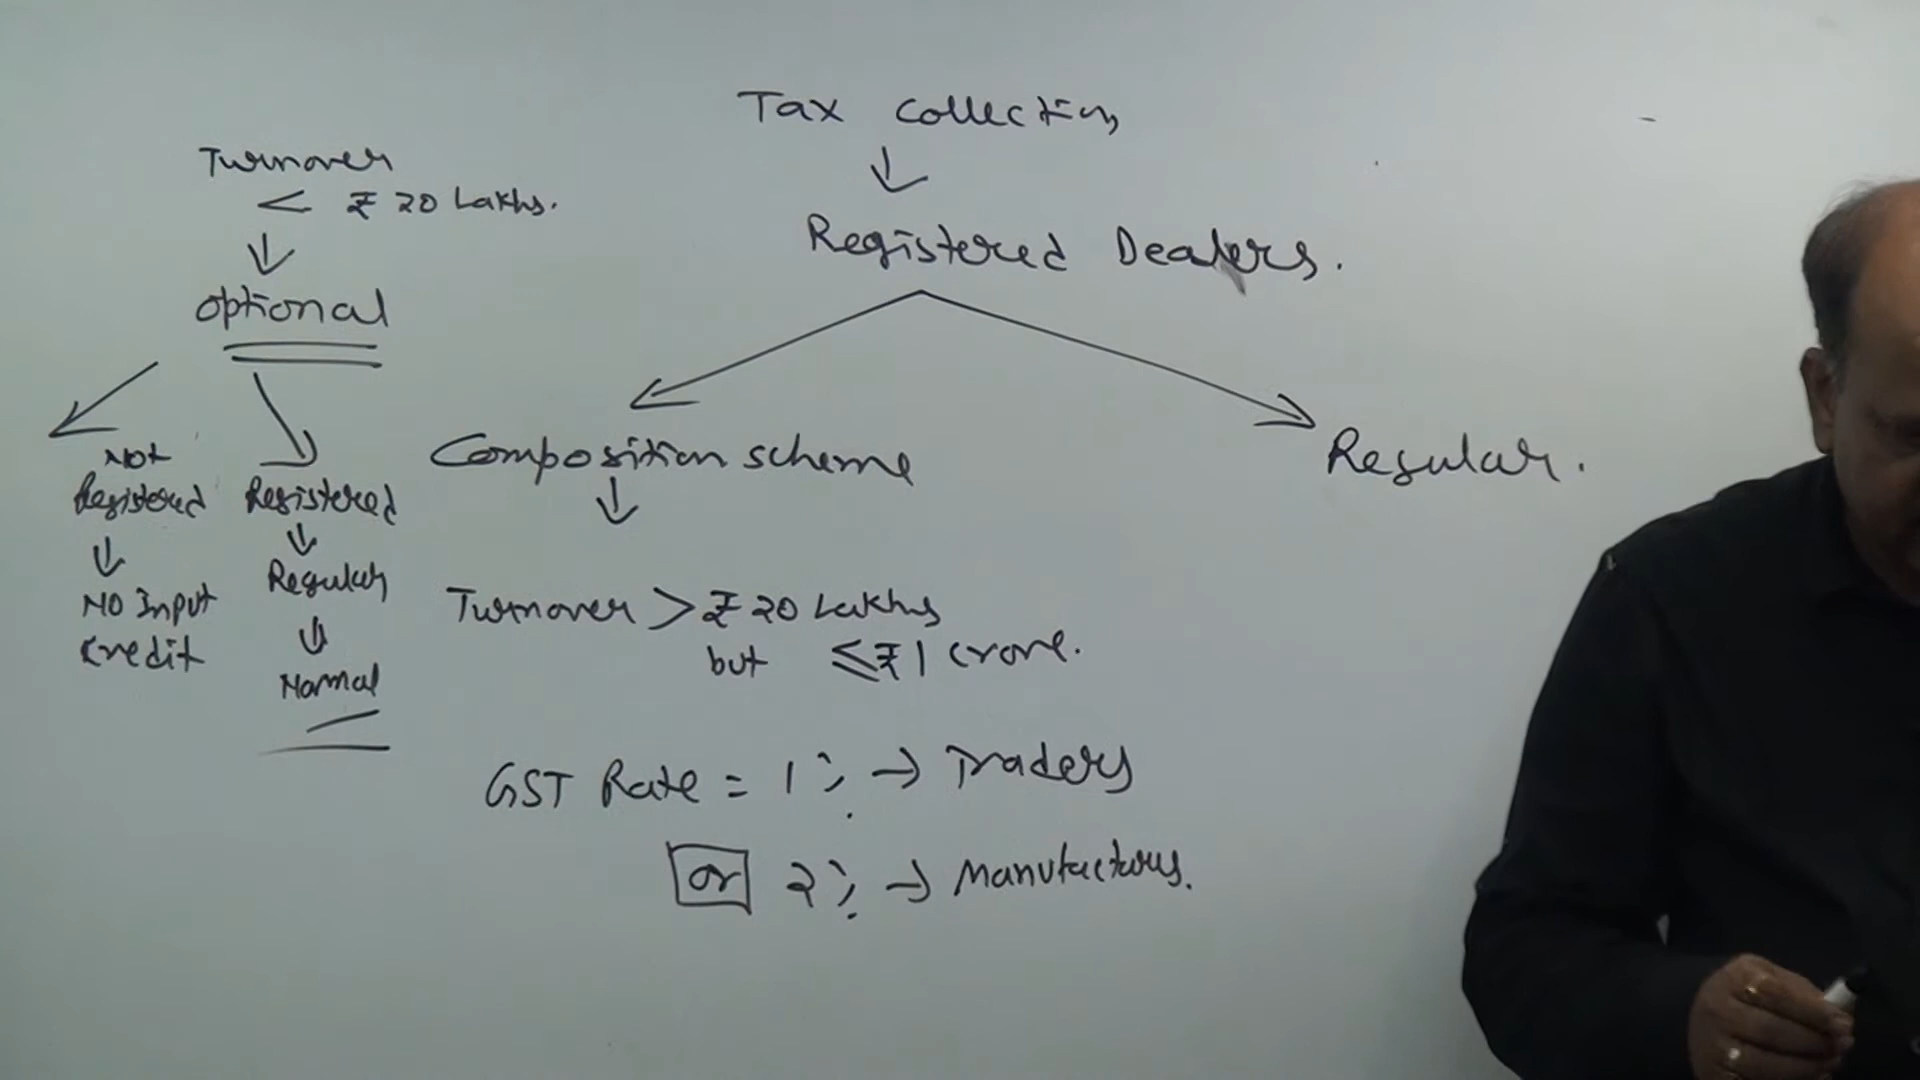 Tax Collection
Registered Dealers.
Turnover
< ₹ 20 Lakhs.
optional
Not Registered
No Input Credit
Registered
Regular
Normal
Composition scheme
Turnover > ₹ 20 Lakhs
but ≤ ₹ 1 crore.
GST Rate = 1% → Traders
or 2% → Manufacturers.
Regular.